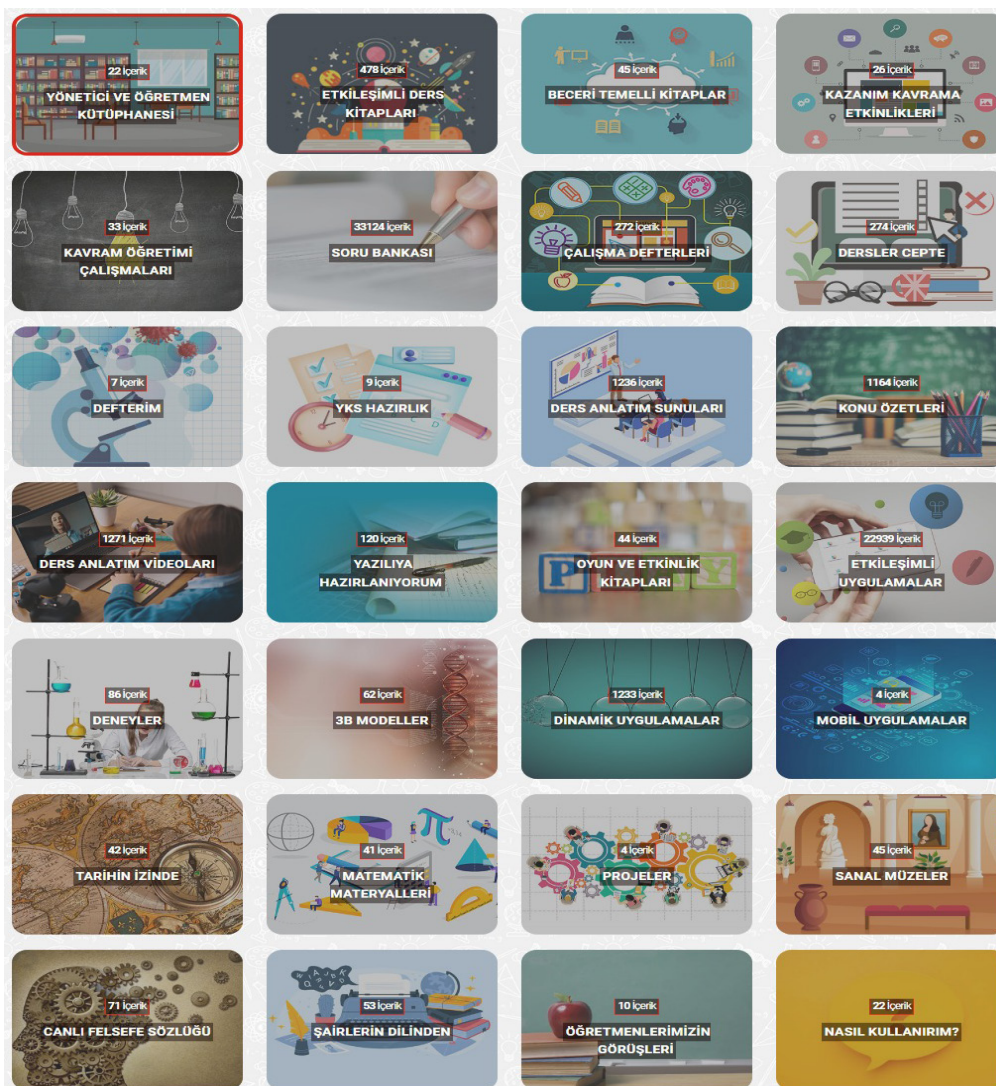 22 İçerik
YÖNETİCİ VE ÖĞRETMEN
KÜTÜPHANESİ
478 İçerik
ETKİLEŞİMLİ DERS
KİTAPLARI
45 İçerik
BECERİ TEMELLİ KİTAPLAR
26 İçerik
KAZANIM KAVRAMA
ETKİNLİKLERİ
33 İçerik
KAVRAM ÖĞRETİMİ
ÇALIŞMALARI
33124 İçerik
SORU BANKASI
272 İçerik
ÇALIŞMA DEFTERLERİ
274 İçerik
DERSLER CEPTE
7 İçerik
DEFTERİM
9 İçerik
YKS HAZIRLIK
1236 İçerik
DERS ANLATIM SUNULARI
1164 İçerik
KONU ÖZETLERİ
1271 İçerik
DERS ANLATIM VİDEOLARI
120 İçerik
YAZILIYA
HAZIRLANIYORUM
44 İçerik
OYUN VE ETKİNLİK
KİTAPLARI
22939 İçerik
ETKİLEŞİMLİ
UYGULAMALAR
86 İçerik
DENEYLER
62 İçerik
3B MODELLER
1233 İçerik
DİNAMİK UYGULAMALAR
4 İçerik
MOBİL UYGULAMALAR
42 İçerik
TARİHİN İZİNDE
41 İçerik
MATEMATİK
MATERYALLERİ
4 İçerik
PROJELER
45 İçerik
SANAL MÜZELER
71 İçerik
CANLI FELSEFE SÖZLÜĞÜ
53 İçerik
ŞAİRLERİN DİLİNDEN
10 İçerik
ÖĞRETMENLERİMİZİN
GÖRÜŞLERİ
22 İçerik
NASIL KULLANIRIM?